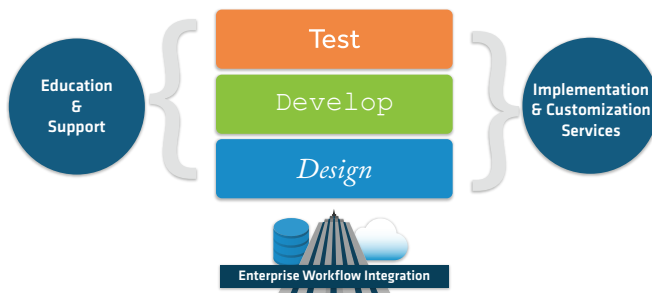 Education
&
Support
Test
Develop
Design
Implementation
& Customization
Services
Enterprise Workflow Integration